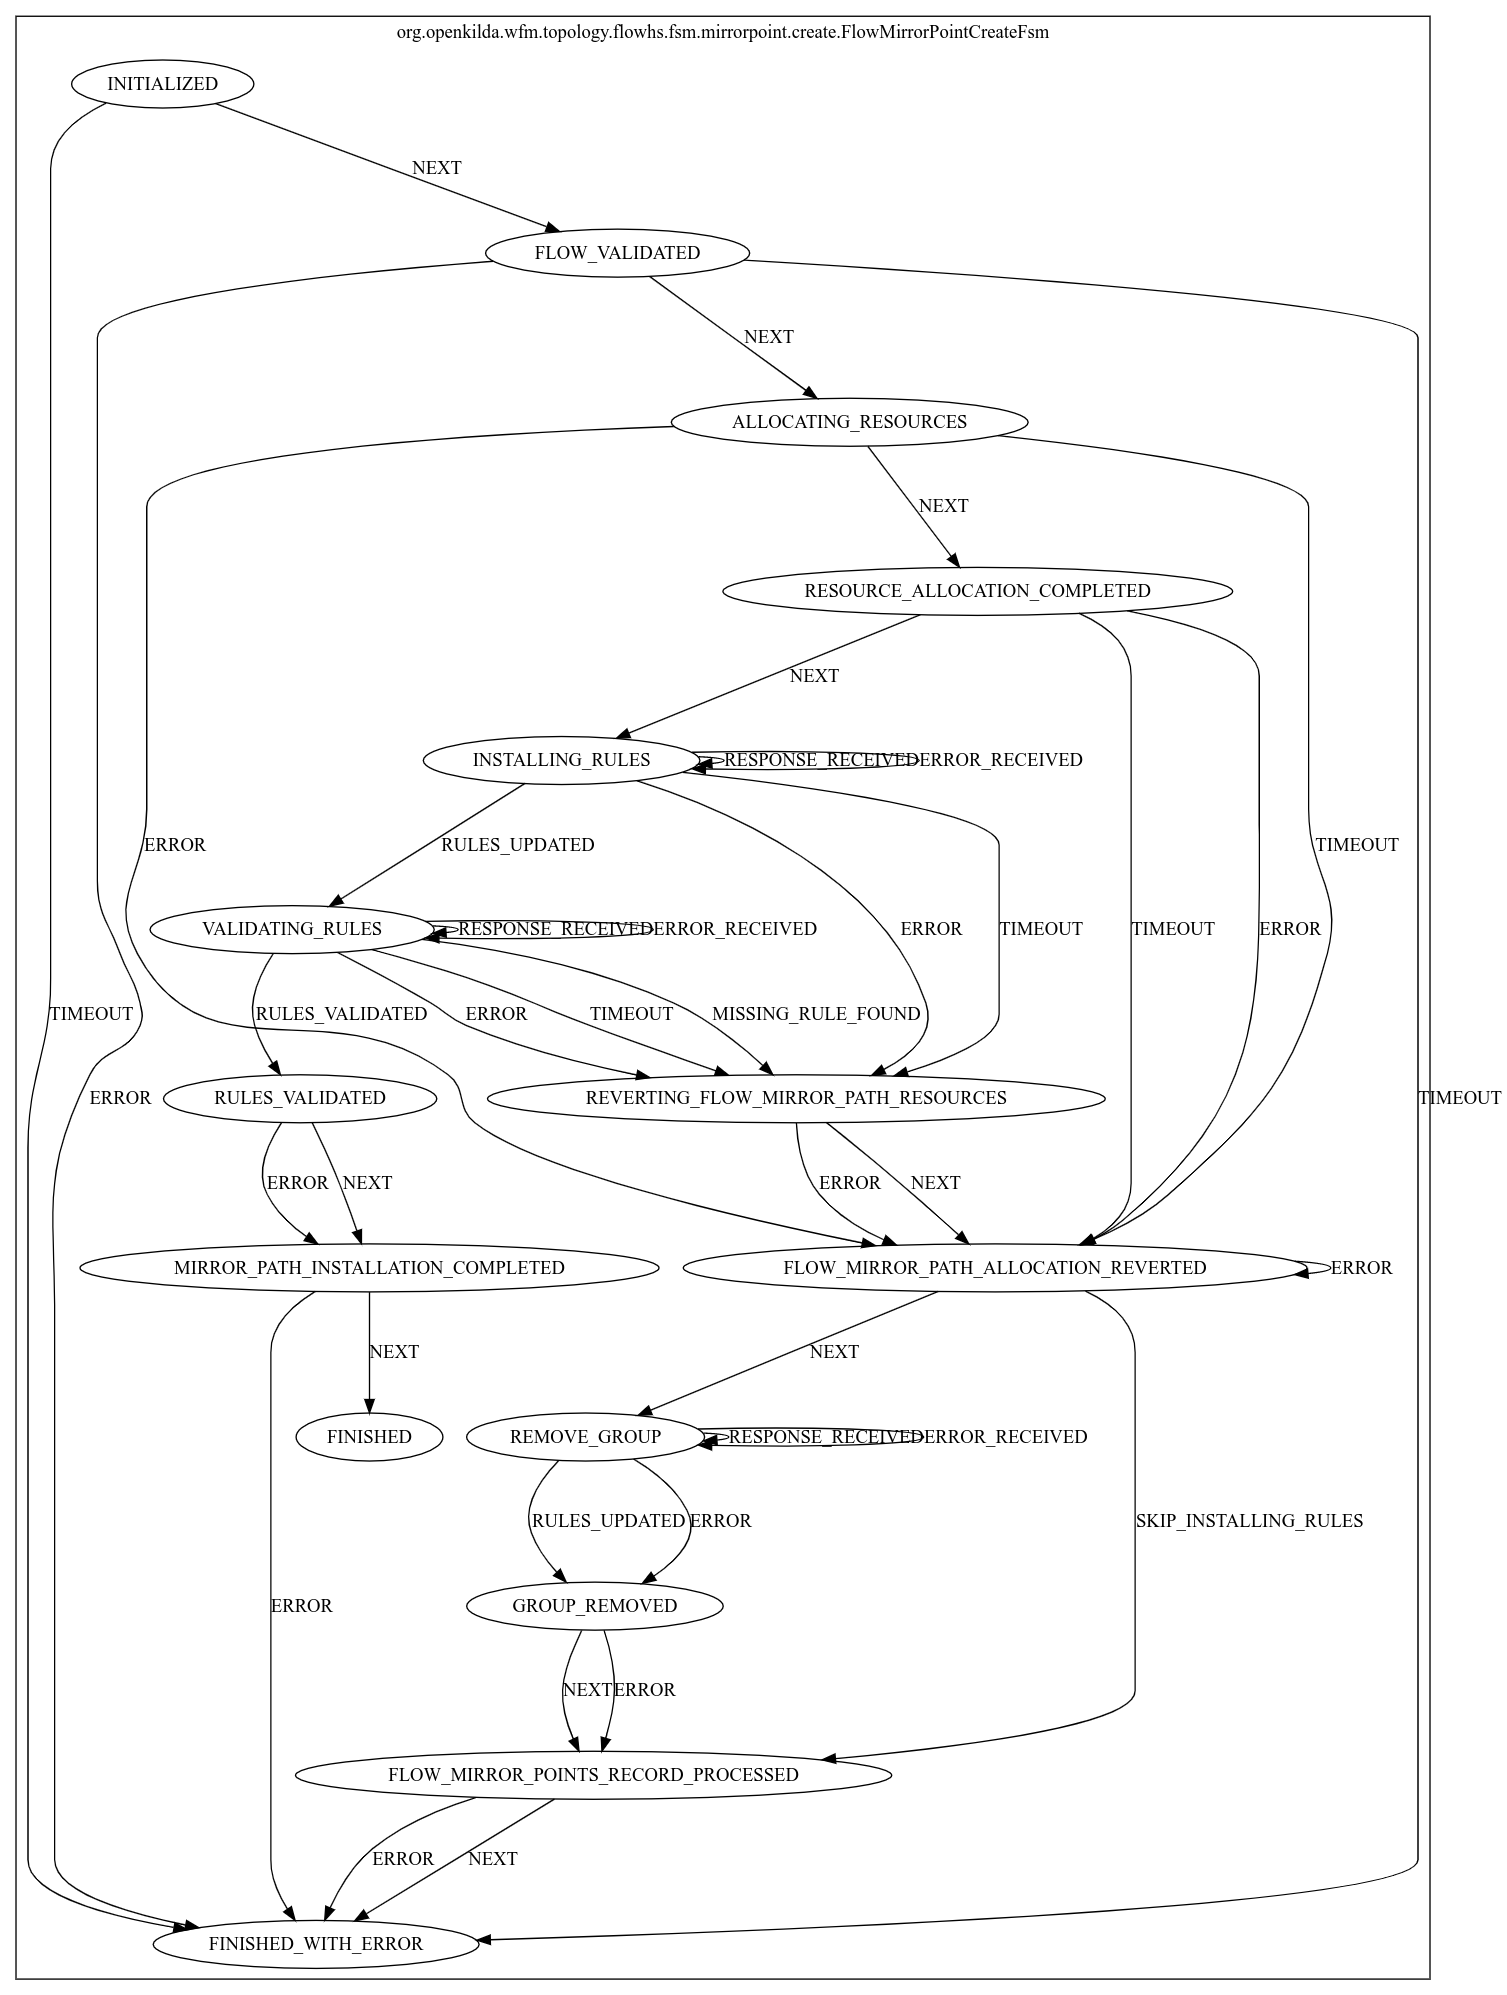 org.openkilda.wfm.topology.flowhs.fsm.mirrorpoint.create.FlowMirrorPointCreateFsm
INITIALIZED
NEXT
FLOW_VALIDATED
NEXT
ALLOCATING_RESOURCES
NEXT
RESOURCE_ALLOCATION_COMPLETED
NEXT
INSTALLING_RULES
RESPONSE_RECEIVED
ERROR_RECEIVED
ERROR
RULES_UPDATED
TIMEOUT
VALIDATING_RULES
RESPONSE_RECEIVED
ERROR_RECEIVED
ERROR
TIMEOUT
TIMEOUT
ERROR
TIMEOUT
RULES_VALIDATED
ERROR
TIMEOUT
MISSING_RULE_FOUND
ERROR
RULES_VALIDATED
REVERTING_FLOW_MIRROR_PATH_RESOURCES
TIMEOUT
ERROR
NEXT
ERROR
NEXT
MIRROR_PATH_INSTALLATION_COMPLETED
FLOW_MIRROR_PATH_ALLOCATION_REVERTED
ERROR
NEXT
NEXT
FINISHED
REMOVE_GROUP
RESPONSE_RECEIVED
ERROR_RECEIVED
RULES_UPDATED
ERROR
SKIP_INSTALLING_RULES
ERROR
GROUP_REMOVED
NEXT
ERROR
FLOW_MIRROR_POINTS_RECORD_PROCESSED
ERROR
NEXT
FINISHED_WITH_ERROR